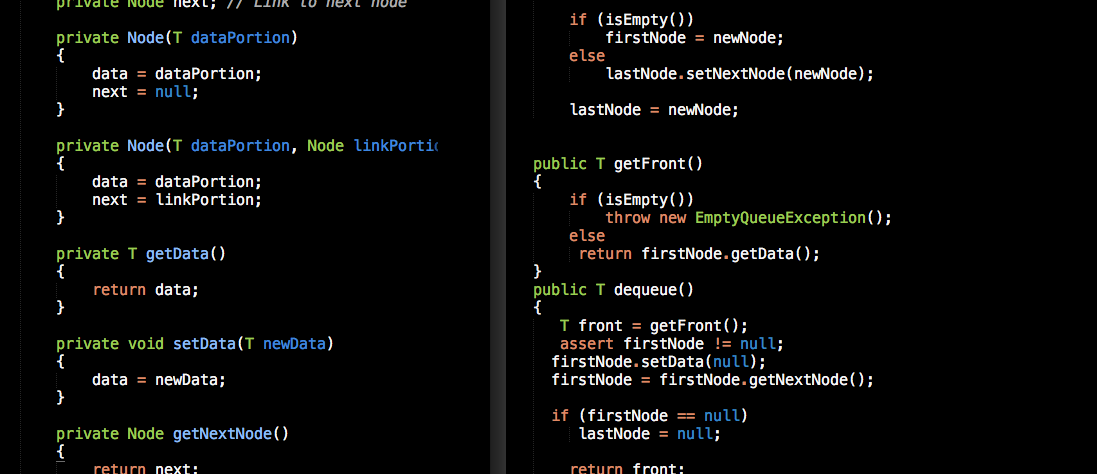 private Node next; // Link to next node
private Node(T dataPortion)
{
data = dataPortion;
next = null;
}
private Node(T dataPortion, Node linkPortic
{
data = dataPortion;
next = linkPortion;
}
private T getData()
{
return data;
}
private void setData(T newData)
{
data = newData;
}
private Node getNextNode()
{
return next;
if (isEmpty())
firstNode = newNode;
else
lastNode.setNextNode(newNode);
lastNode = newNode;
public T getFront()
{
if (isEmpty())
throw new EmptyQueueException();
else
return firstNode.getData();
}
public T dequeue()
{
T front = getFront();
assert firstNode != null;
firstNode.setData(null);
firstNode = firstNode.getNextNode();
if (firstNode == null)
lastNode = null;
return front;